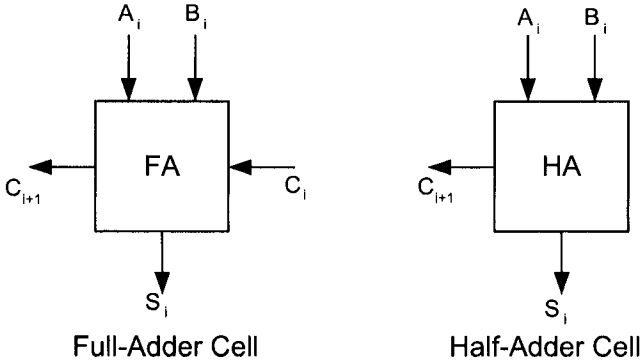 A_i B_i A_i B_i
FA HA
C_{i+1} C_i C_{i+1}
S_i S_i
Full-Adder Cell Half-Adder Cell